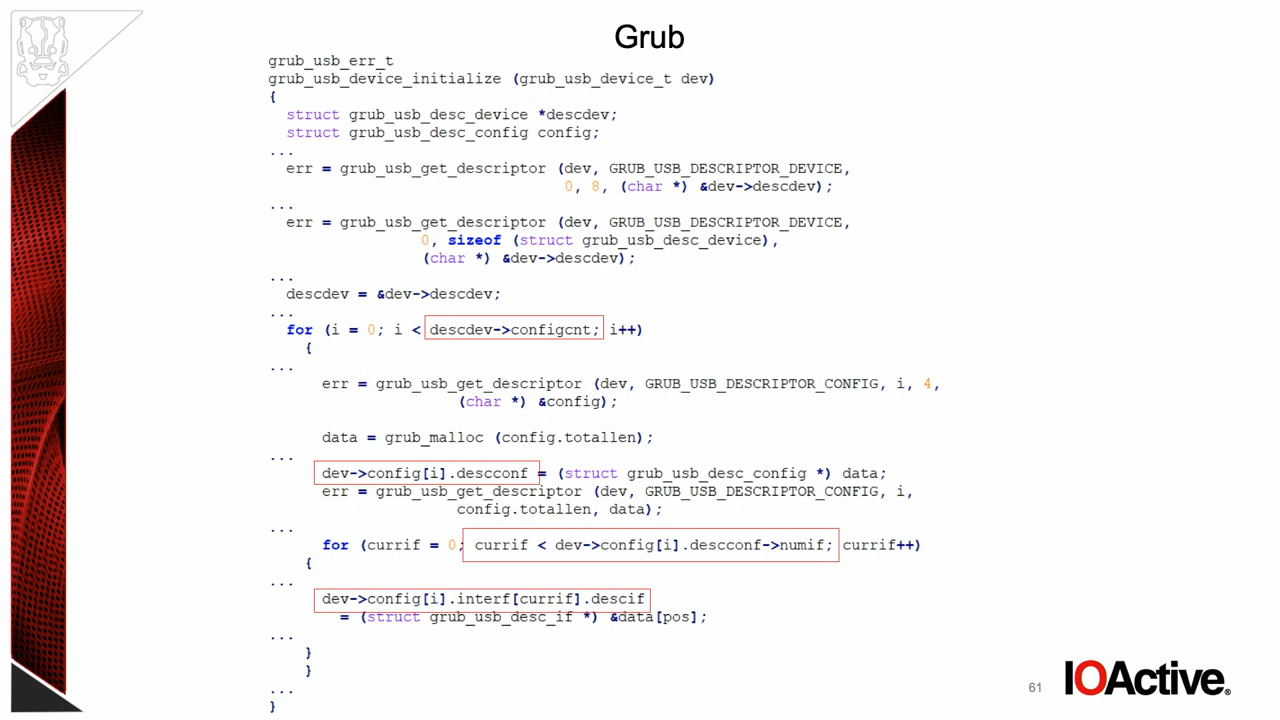 Grub
grub_usb_err_t
grub_usb_device_initialize (grub_usb_device_t dev)
{
struct grub_usb_desc_device *descdev;
struct grub_usb_desc_config config;
...
err = grub_usb_get_descriptor (dev, GRUB_USB_DESCRIPTOR_DEVICE,
0, 8, (char *) &dev->descdev);
...
err = grub_usb_get_descriptor (dev, GRUB_USB_DESCRIPTOR_DEVICE,
0, sizeof (struct grub_usb_desc_device),
(char *) &dev->descdev);
...
descdev = &dev->descdev;
...
for (i = 0; i < descdev->configcnt; i++)
{
...
err = grub_usb_get_descriptor (dev, GRUB_USB_DESCRIPTOR_CONFIG, i, 4,
(char *) &config);
data = grub_malloc (config.totallen);
...
dev->config[i].descconf = (struct grub_usb_desc_config *) data;
err = grub_usb_get_descriptor (dev, GRUB_USB_DESCRIPTOR_CONFIG, i,
config.totallen, data);
...
for (currif = 0; currif < dev->config[i].descconf->numif; currif++)
{
...
dev->config[i].interf[currif].descif
= (struct grub_usb_desc_if *) &data[pos];
...
}
}
...
}
61
IOActive®